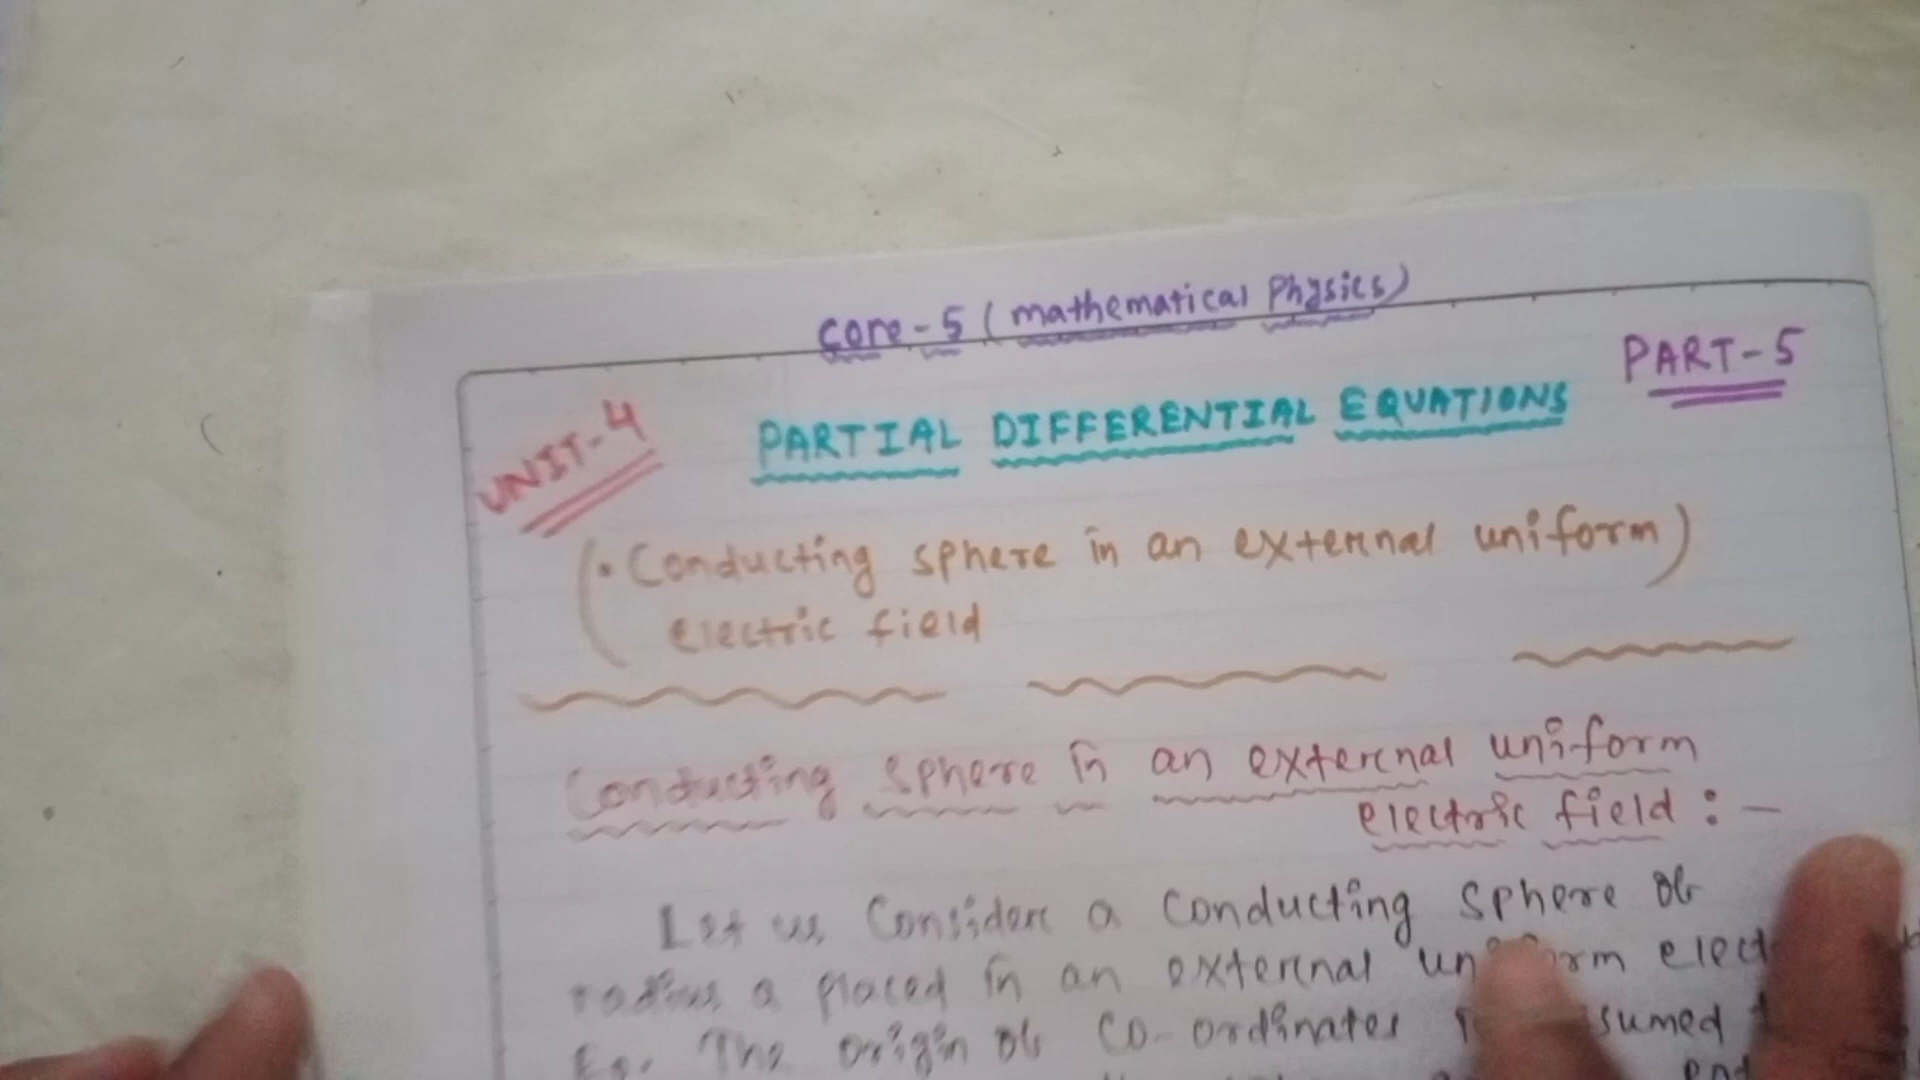 Core-5 (mathematical Physics)
PART-5
UNIT-4
PARTIAL DIFFERENTIAL EQUATIONS
(• Conducting sphere in an external uniform)
electric field
Conducting sphere in an external uniform
electric field :-
Let us Consider a conducting sphere of
radius a placed in an external
E₀. The origin of co-ordinates